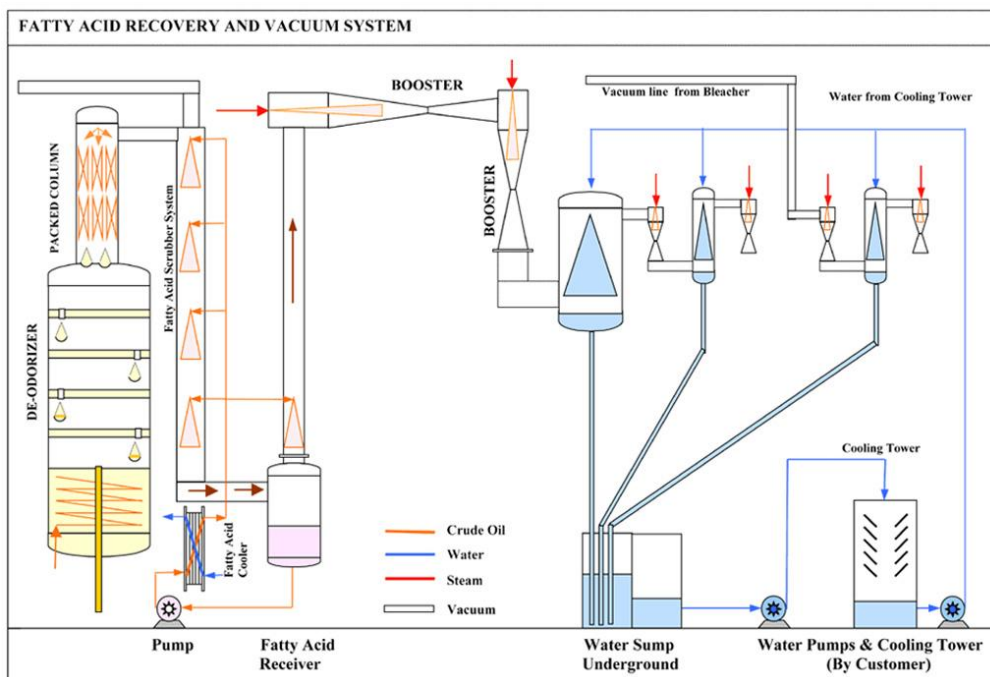 FATTY ACID RECOVERY AND VACUUM SYSTEM
BOOSTER
Vacuum line  from Bleacher
Water from Cooling Tower
PACKED COLUMN
Fatty Acid Scrubber System
BOOSTER
DE-ODORIZER
Cooling Tower
Fatty Acid
Cooler
Crude Oil
Water
Steam
Vacuum
Pump
Fatty Acid
Receiver
Water Sump
Underground
Water Pumps & Cooling Tower
(By Customer)